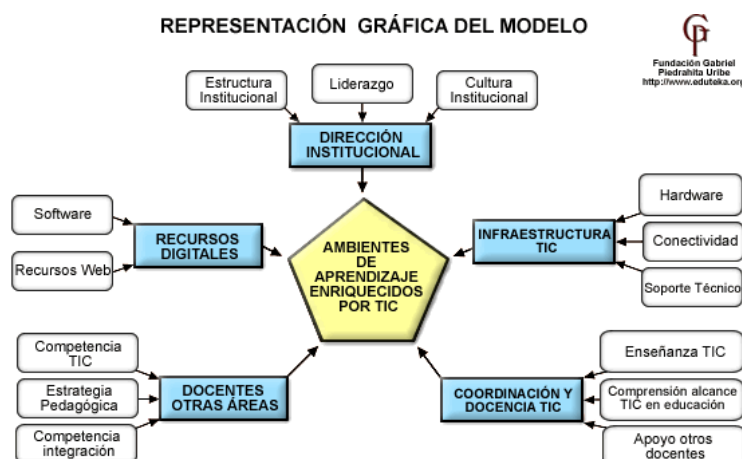 REPRESENTACIÓN GRÁFICA DEL MODELO
GP
Fundación Gabriel
Piedrahita Uribe
http://www.eduteka.org
Estructura
Institucional
Liderazgo
Cultura
Institucional
DIRECCIÓN
INSTITUCIONAL
Software
Recursos Web
RECURSOS
DIGITALES
AMBIENTES
DE
APRENDIZAJE
ENRIQUECIDOS
POR TIC
INFRAESTRUCTURA
TIC
Hardware
Conectividad
Soporte Técnico
Competencia
TIC
Estrategia
Pedagógica
Competencia
integración
DOCENTES
OTRAS ÁREAS
COORDINACIÓN Y
DOCENCIA TIC
Enseñanza TIC
Comprensión alcance
TIC en educación
Apoyo otros
docentes